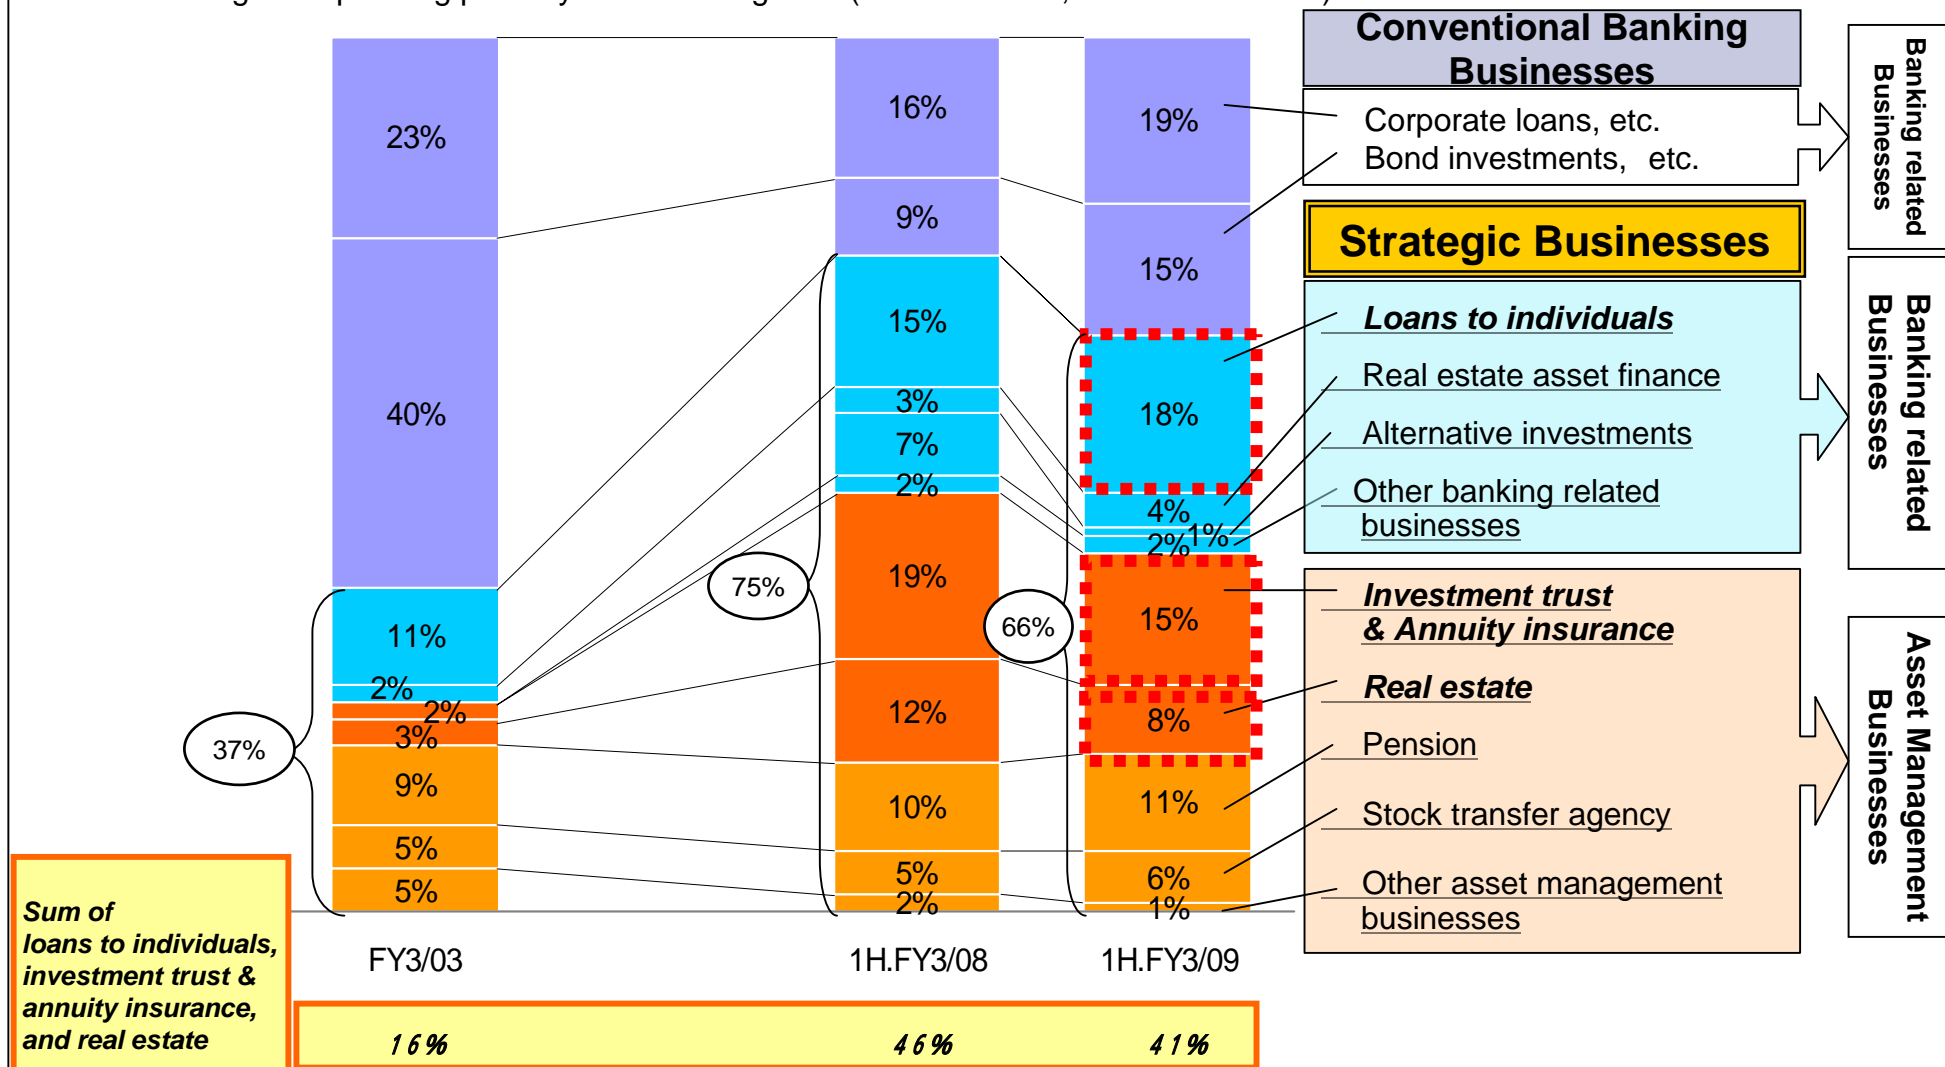 23%
40%
11%
2%
2%
3%
9%
5%
5%
37%
FY3/03
16%
9%
15%
3%
7%
2%
19%
12%
10%
5%
2%
75%
1H.FY3/08
19%
15%
18%
4%
1%
2%
15%
8%
11%
6%
1%
66%
1H.FY3/09
Conventional Banking
Businesses
Corporate loans, etc.
Bond investments, etc.
Banking related
Businesses
Strategic Businesses
Loans to individuals
Real estate asset finance
Alternative investments
Other banking related
businesses
Banking related
Businesses
Investment trust
& Annuity insurance
Real estate
Pension
Stock transfer agency
Other asset management
businesses
Asset Management
Businesses
Sum of
loans to individuals,
investment trust &
annuity insurance,
and real estate
16%
46%
41%